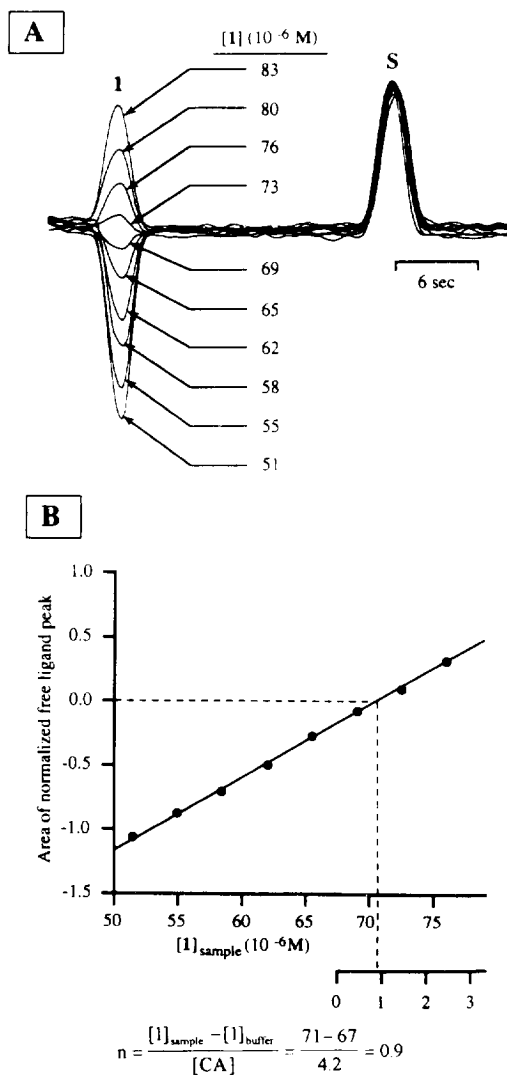 A
[1] (10 -6 M)
1
S
83
80
76
73
69
65
62
58
55
51
6 sec
B
Area of normalized free ligand peak
1.0
0.5
0.0
-0.5
-1.0
-1.5
50 55 60 65 70 75
[1]sample (10 -6M)
0 1 2 3
n = [1]sample − [1]buffer / [CA] = 71 − 67 / 4.2 = 0.9